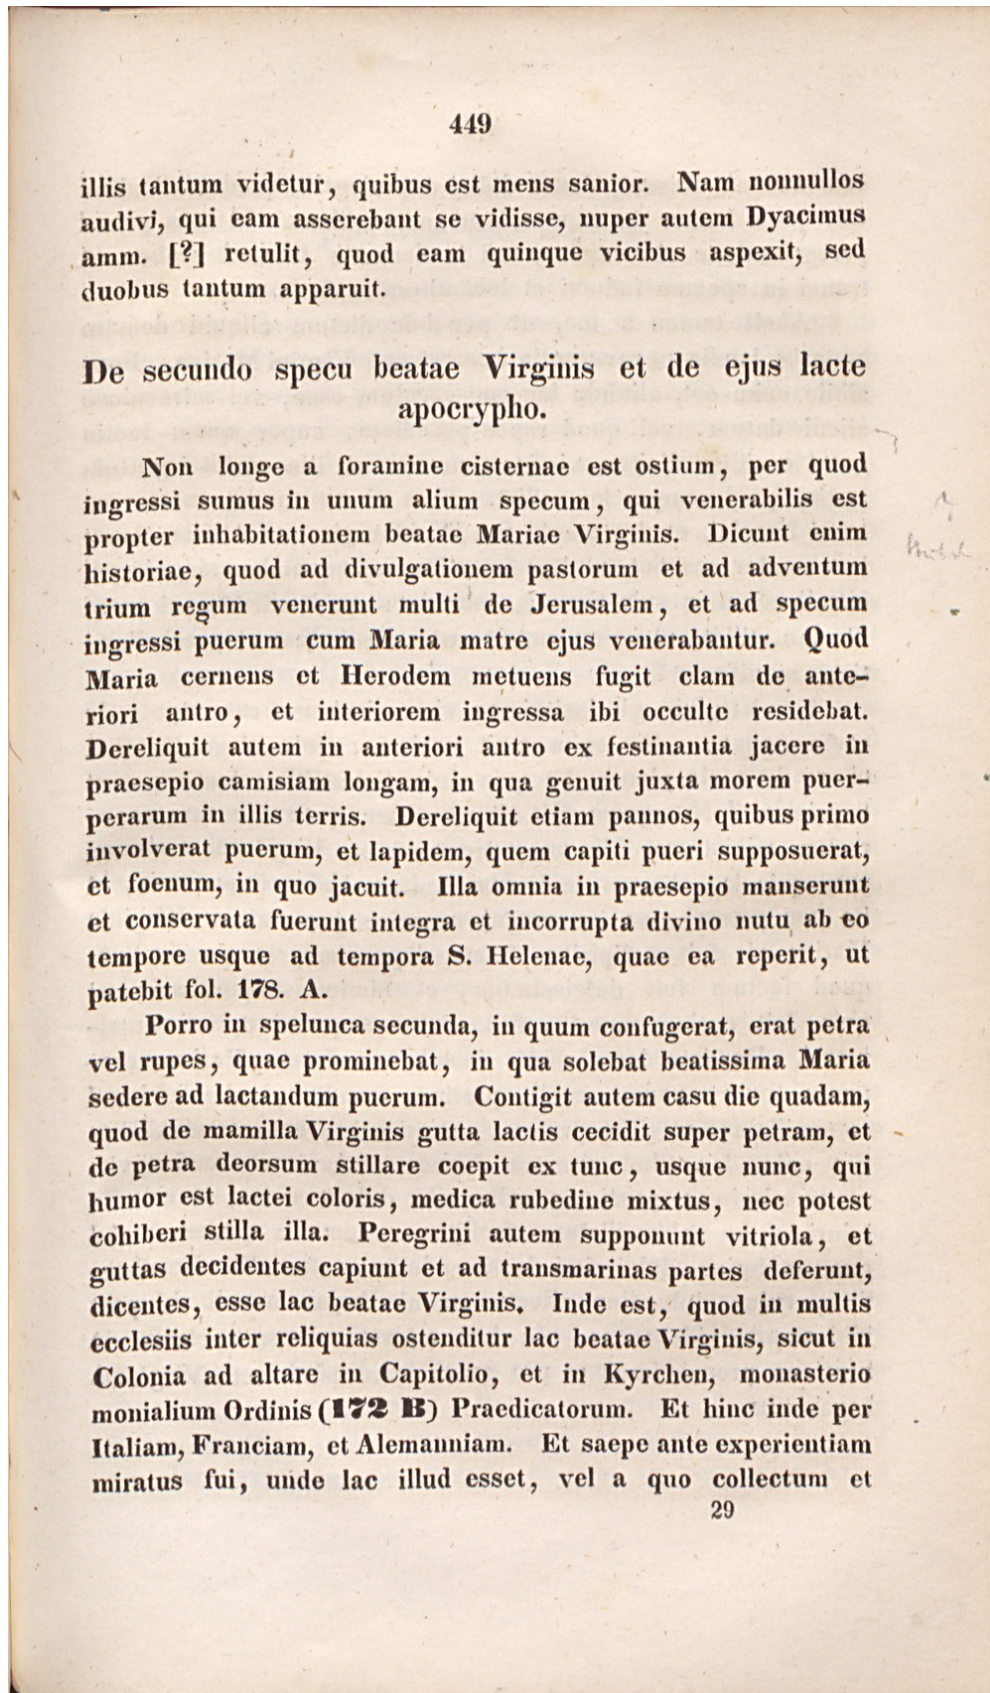 449
illis tantum videtur, quibus est mens sanior. Nam nonnullos
audivi, qui eam asserebant se vidisse, nuper autem Dyacimus
amm. [?] retulit, quod eam quinque vicibus aspexit, sed
duobus tantum apparuit.
De secundo specu beatae Virginis et de ejus lacte
apocrypho.
Non longe a foramine cisternae est ostium, per quod
ingressi sumus in unum alium specum, qui venerabilis est
propter inhabitationem beatae Mariae Virginis. Dicunt enim
historiae, quod ad divulgationem pastorum et ad adventum
trium regum venerunt multi de Jerusalem, et ad specum
ingressi puerum cum Maria matre ejus venerabantur. Quod
Maria cernens et Herodem metuens fugit clam de ante-
riori antro, et interiorem ingressa ibi occulte residebat.
Dereliquit autem in anteriori antro ex festinantia jacere in
praesepio camisiam longam, in qua genuit juxta morem puer-
perarum in illis terris. Dereliquit etiam pannos, quibus primo
involverat puerum, et lapidem, quem capiti pueri supposuerat,
et foenum, in quo jacuit. Illa omnia in praesepio manserunt
et conservata fuerunt integra et incorrupta divino nutu ab eo
tempore usque ad tempora S. Helenae, quae ea reperit, ut
patebit fol. 178. A.
Porro in spelunca secunda, in quum confugerat, erat petra
vel rupes, quae prominebat, in qua solebat beatissima Maria
sedere ad lactandum puerum. Contigit autem casu die quadam,
quod de mamilla Virginis gutta lactis cecidit super petram, et
de petra deorsum stillare coepit ex tunc, usque nunc, qui
humor est lactei coloris, medica rubedine mixtus, nec potest
cohiberi stilla illa. Peregrini autem supponunt vitriola, et
guttas decidentes capiunt et ad transmarinas partes deferunt,
dicentes, esse lac beatae Virginis. Inde est, quod in multis
ecclesiis inter reliquias ostenditur lac beatae Virginis, sicut in
Colonia ad altare in Capitolio, et in Kyrchen, monasterio
monialium Ordinis (172 B) Praedicatorum. Et hinc inde per
Italiam, Franciam, et Alemanniam. Et saepe ante experientiam
miratus fui, unde lac illud esset, vel a quo collectum et
29